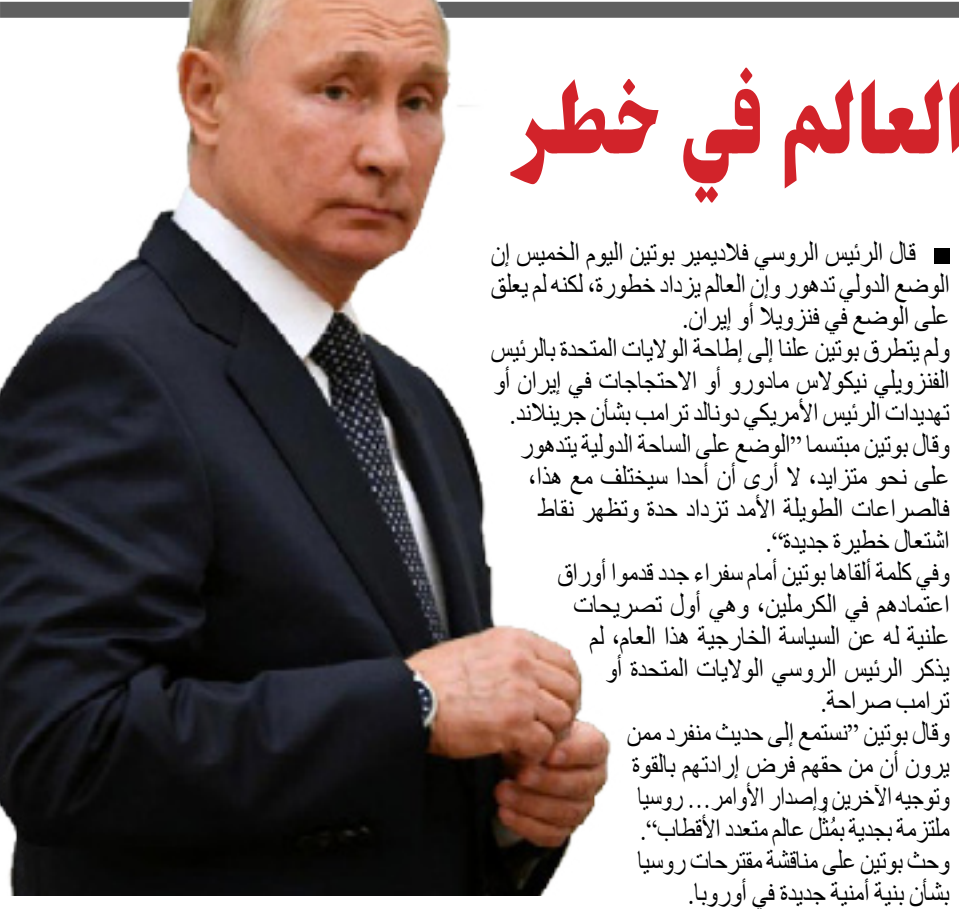 العالم في خطر
■ قال الرئيس الروسي فلاديمير بوتين اليوم الخميس إن
الوضع الدولي تدهور وإن العالم يزداد خطورة، لكنه لم يعلق
على الوضع في فنزويلا أو إيران.
ولم يتطرق بوتين علنا إلى إطاحة الولايات المتحدة بالرئيس
الفنزويلي نيكولاس مادورو أو الاحتجاجات في إيران أو
تهديدات الرئيس الأمريكي دونالد ترامب بشأن جرينلاند.
وقال بوتين مبتسما ”الوضع على الساحة الدولية يتدهور
على نحو متزايد، لا أرى أن أحدا سيختلف مع هذا،
فالصراعات الطويلة الأمد تزداد حدة وتظهر نقاط
اشتعال خطيرة جديدة“.
وفي كلمة ألقاها بوتين أمام سفراء جدد قدموا أوراق
اعتمادهم في الكرملين، وهي أول تصريحات
علنية له عن السياسة الخارجية هذا العام، لم
يذكر الرئيس الروسي الولايات المتحدة أو
ترامب صراحة.
وقال بوتين ”نستمع إلى حديث منفرد ممن
يرون أن من حقهم فرض إرادتهم بالقوة
وتوجيه الآخرين وإصدار الأوامر… روسيا
ملتزمة بجدية بمُثُل عالم متعدد الأقطاب“.
وحث بوتين على مناقشة مقترحات روسيا
بشأن بنية أمنية جديدة في أوروبا.